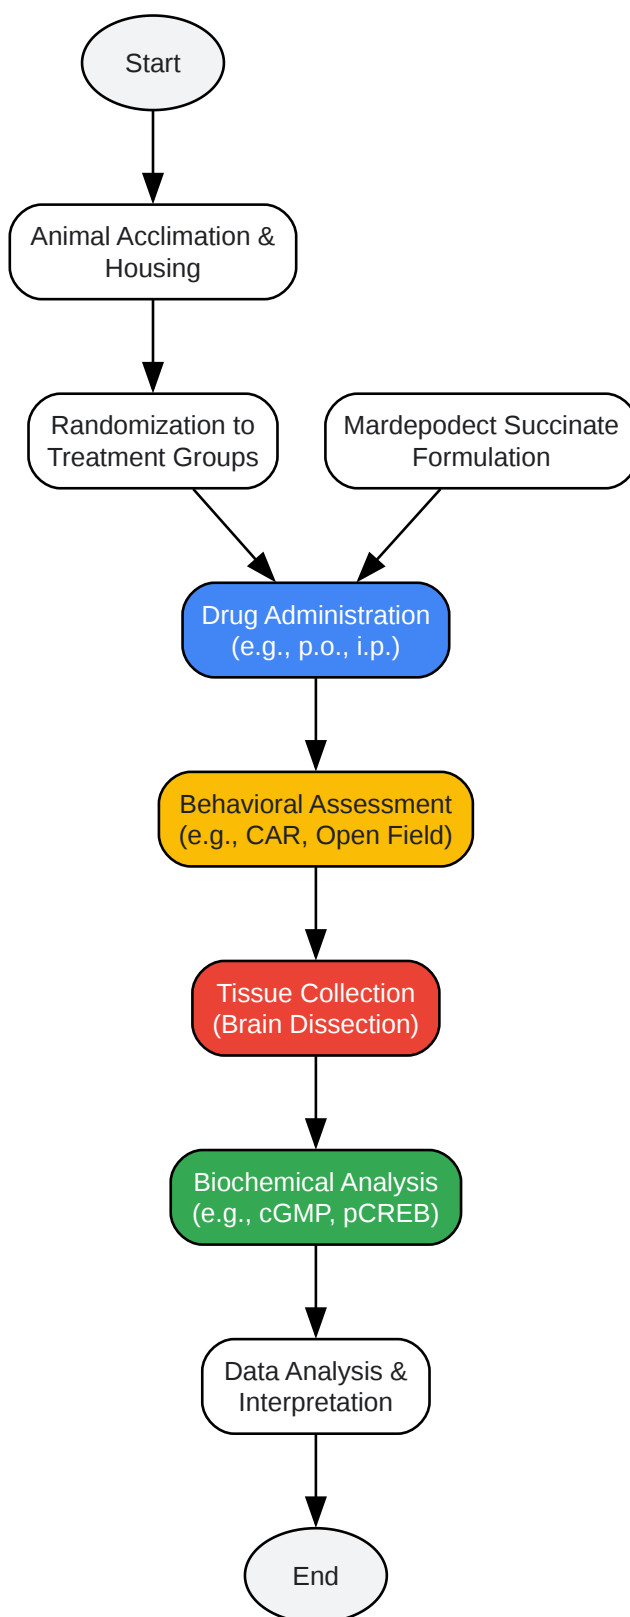 Start
Animal Acclimation &
Housing
Randomization to
Treatment Groups
Mardepodect Succinate
Formulation
Drug Administration
(e.g., p.o., i.p.)
Behavioral Assessment
(e.g., CAR, Open Field)
Tissue Collection
(Brain Dissection)
Biochemical Analysis
(e.g., cGMP, pCREB)
Data Analysis &
Interpretation
End